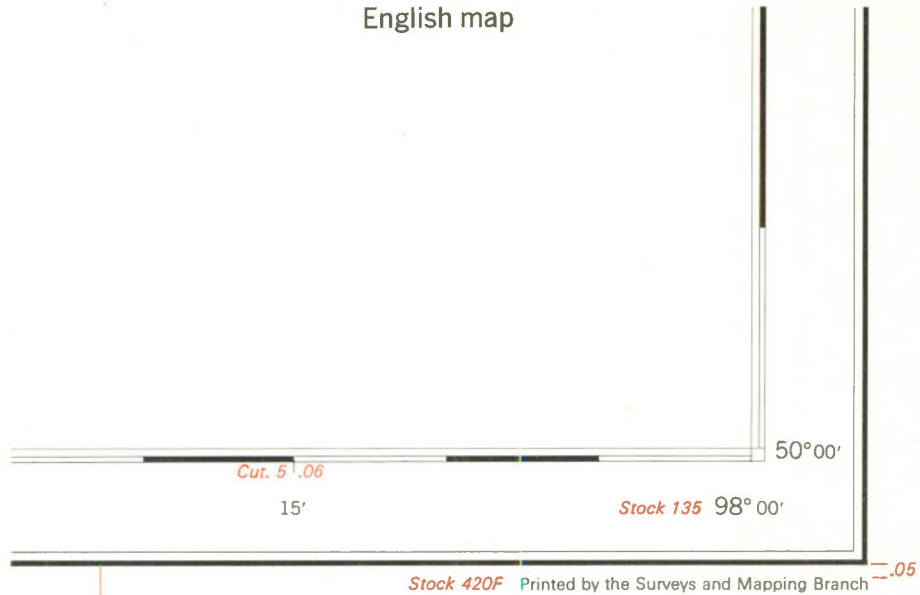 English map
50°00'
Cut. 5 .06
15' Stock 135 98°00'
.05
Stock 420F Printed by the Surveys and Mapping Branch